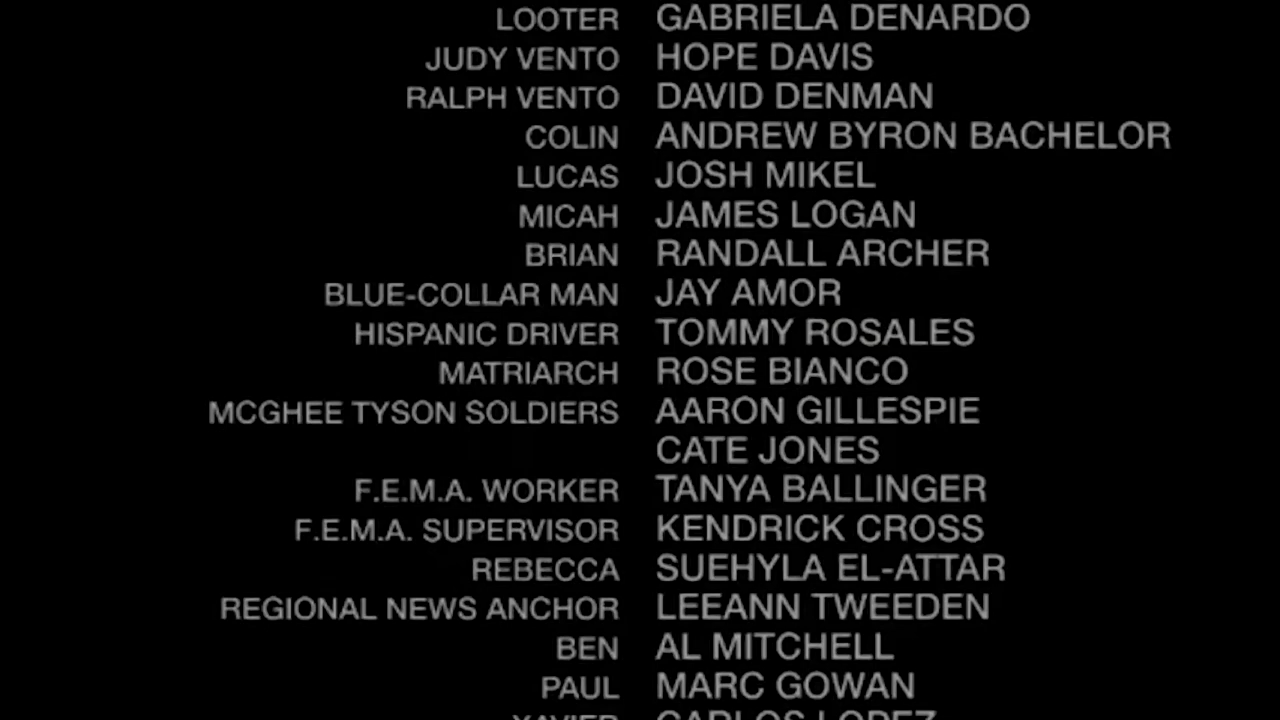 LOOTER GABRIELA DENARDO
JUDY VENTO HOPE DAVIS
RALPH VENTO DAVID DENMAN
COLIN ANDREW BYRON BACHELOR
LUCAS JOSH MIKEL
MICAH JAMES LOGAN
BRIAN RANDALL ARCHER
BLUE-COLLAR MAN JAY AMOR
HISPANIC DRIVER TOMMY ROSALES
MATRIARCH ROSE BIANCO
MCGHEE TYSON SOLDIERS AARON GILLESPIE
CATE JONES
F.E.M.A. WORKER TANYA BALLINGER
F.E.M.A. SUPERVISOR KENDRICK CROSS
REBECCA SUEHYLA EL-ATTAR
REGIONAL NEWS ANCHOR LEEANN TWEEDEN
BEN AL MITCHELL
PAUL MARC GOWAN
XAVIER CARLOS LOPEZ